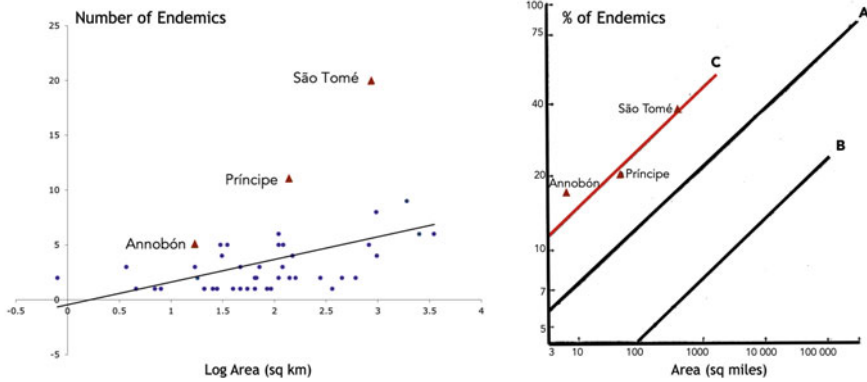 Number of Endemics
25
20
15
10
5
0
-5
-0.5
0
0.5
1
1.5
2
2.5
3
3.5
4
São Tomé
Príncipe
Annobón
Log Area (sq km)
% of Endemics
100
75
40
20
10
7
5
3
10
100
1000
10 000
100 000
A
B
C
São Tomé
Annobón
Príncipe
Area (sq miles)